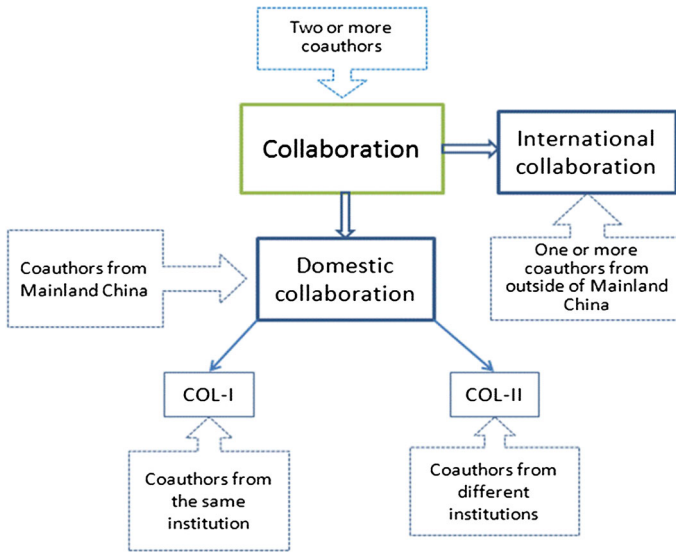 Two or more
coauthors
Collaboration
International
collaboration
One or more
coauthors from
outside of Mainland
China
Coauthors from
Mainland China
Domestic
collaboration
COL-I
COL-II
Coauthors from
the same
institution
Coauthors from
different
institutions